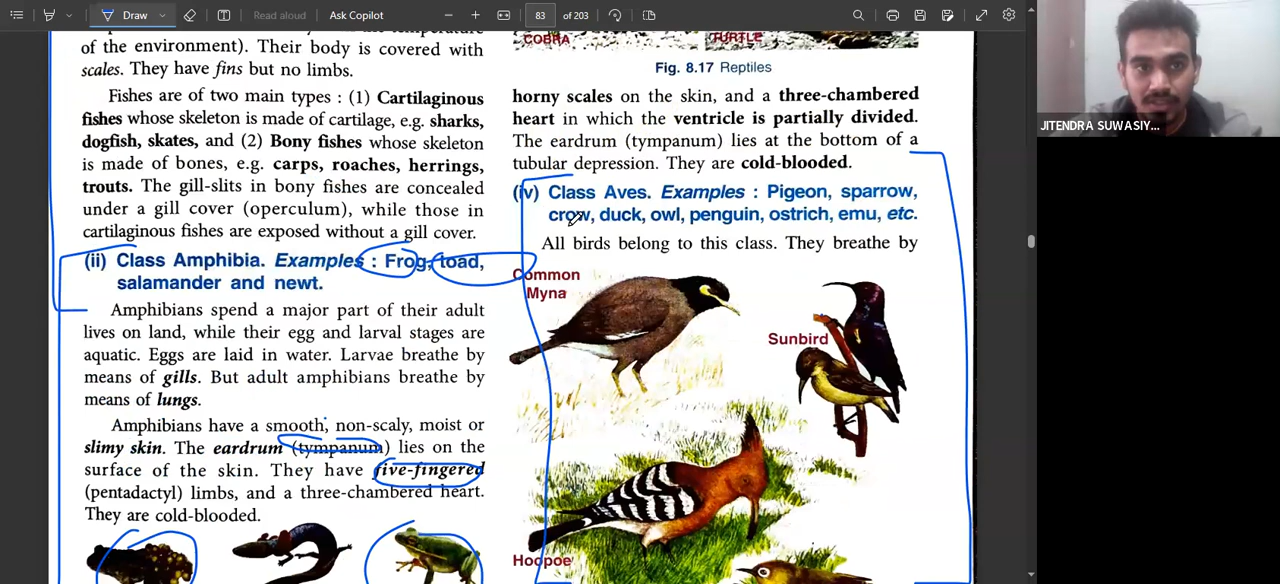 Draw
Read aloud
Ask Copilot
83 of 203
of the environment). Their body is covered with
scales. They have fins but no limbs.
Fishes are of two main types : (1) Cartilaginous
fishes whose skeleton is made of cartilage, e.g. sharks,
dogfish, skates, and (2) Bony fishes whose skeleton
is made of bones, e.g. carps, roaches, herrings,
trouts. The gill-slits in bony fishes are concealed
under a gill cover (operculum), while those in
cartilaginous fishes are exposed without a gill cover.
(ii) Class Amphibia. Examples : Frog, toad,
salamander and newt.
Amphibians spend a major part of their adult
lives on land, while their egg and larval stages are
aquatic. Eggs are laid in water. Larvae breathe by
means of gills. But adult amphibians breathe by
means of lungs.
Amphibians have a smooth, non-scaly, moist or
slimy skin. The eardrum (tympanum) lies on the
surface of the skin. They have five-fingered
(pentadactyl) limbs, and a three-chambered heart.
They are cold-blooded.
COBRA
TURTLE
Fig. 8.17 Reptiles
horny scales on the skin, and a three-chambered
heart in which the ventricle is partially divided.
The eardrum (tympanum) lies at the bottom of a
tubular depression. They are cold-blooded.
(iv) Class Aves. Examples : Pigeon, sparrow,
crow, duck, owl, penguin, ostrich, emu, etc.
All birds belong to this class. They breathe by
Common
Myna
Sunbird
Hoopoe
JITENDRA SUWASIY...